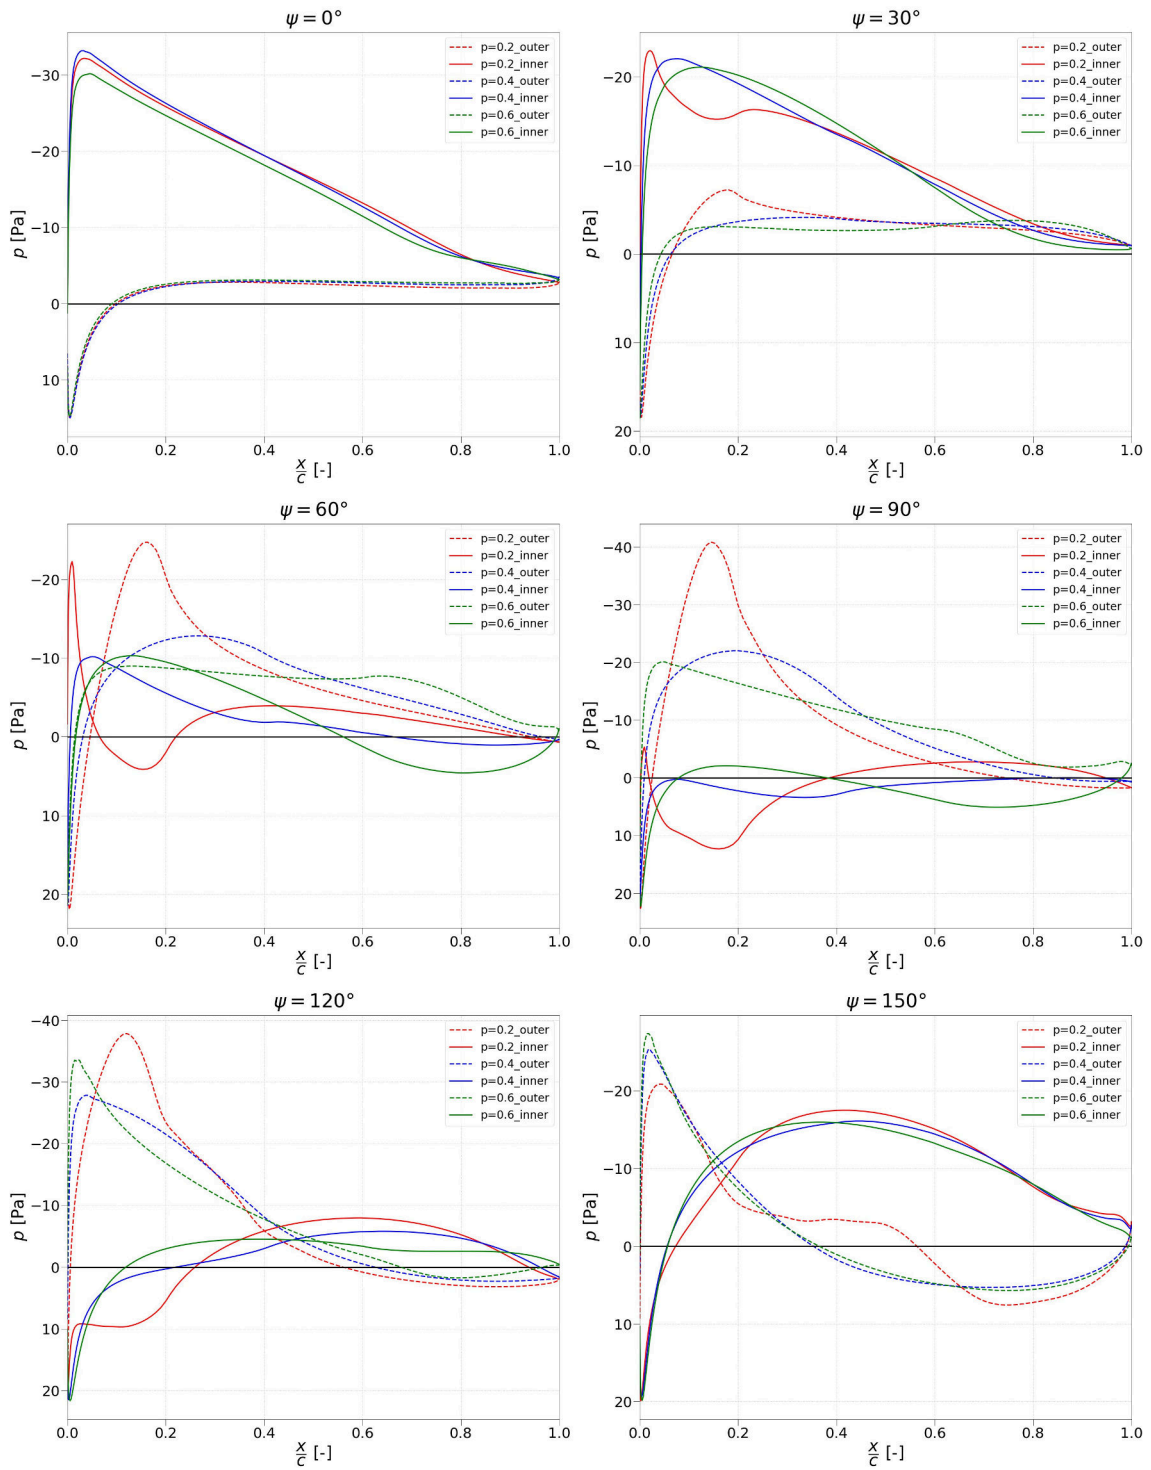 ψ = 0°
p=0.2_outer
p=0.2_inner
p=0.4_outer
p=0.4_inner
p=0.6_outer
p=0.6_inner
p [Pa]
−30
−20
−10
0
10
0.0 0.2 0.4 0.6 0.8 1.0
x/c [-]
ψ = 30°
p=0.2_outer
p=0.2_inner
p=0.4_outer
p=0.4_inner
p=0.6_outer
p=0.6_inner
p [Pa]
−20
−10
0
10
20
0.0 0.2 0.4 0.6 0.8 1.0
x/c [-]
ψ = 60°
p=0.2_outer
p=0.2_inner
p=0.4_outer
p=0.4_inner
p=0.6_outer
p=0.6_inner
p [Pa]
−20
−10
0
10
20
0.0 0.2 0.4 0.6 0.8 1.0
x/c [-]
ψ = 90°
p=0.2_outer
p=0.2_inner
p=0.4_outer
p=0.4_inner
p=0.6_outer
p=0.6_inner
p [Pa]
−40
−30
−20
−10
0
10
20
0.0 0.2 0.4 0.6 0.8 1.0
x/c [-]
ψ = 120°
p=0.2_outer
p=0.2_inner
p=0.4_outer
p=0.4_inner
p=0.6_outer
p=0.6_inner
p [Pa]
−40
−30
−20
−10
0
10
20
0.0 0.2 0.4 0.6 0.8 1.0
x/c [-]
ψ = 150°
p=0.2_outer
p=0.2_inner
p=0.4_outer
p=0.4_inner
p=0.6_outer
p=0.6_inner
p [Pa]
−20
−10
0
10
20
0.0 0.2 0.4 0.6 0.8 1.0
x/c [-]